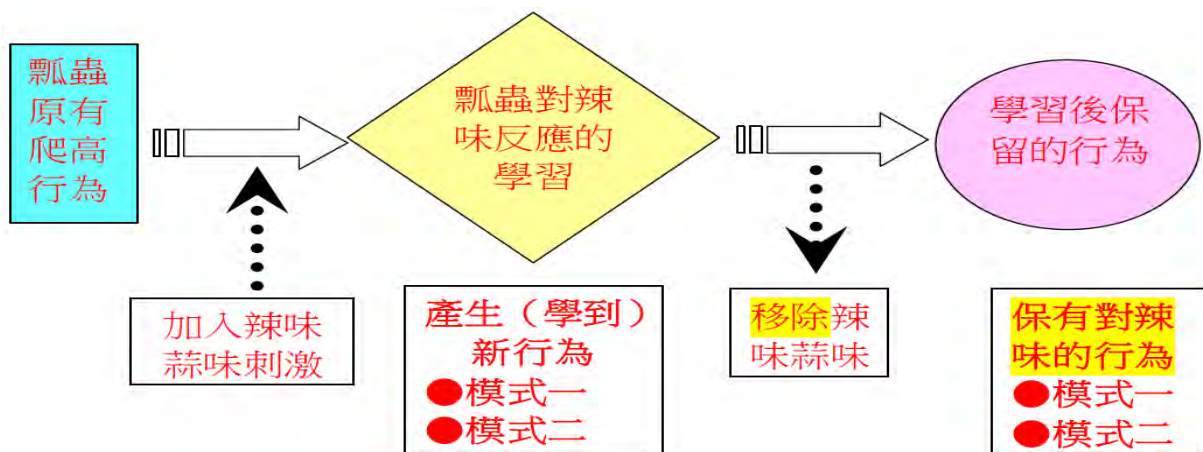 瓢蟲
原有
爬高
行為
瓢蟲對辣
味反應的
學習
學習後保
留的行為
加入辣味
蒜味刺激
產生（學到）
新行為
●模式一
●模式二
移除辣
味蒜味
保有對辣
味的行為
●模式一
●模式二